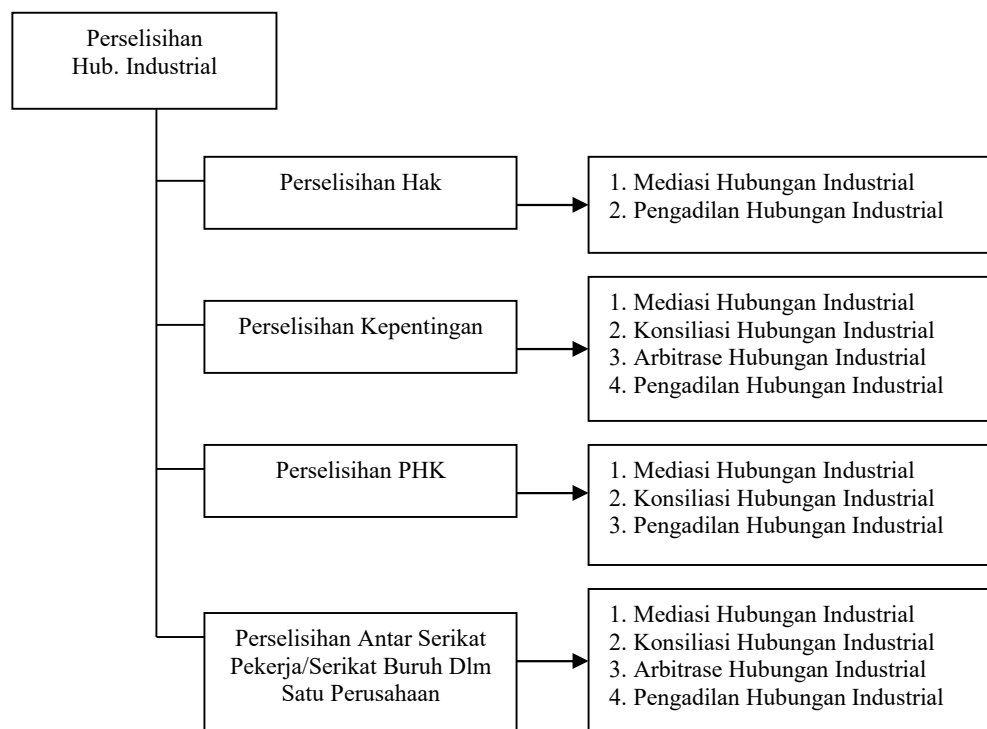 Perselisihan
Hub. Industrial
Perselisihan Hak
1. Mediasi Hubungan Industrial
2. Pengadilan Hubungan Industrial
Perselisihan Kepentingan
1. Mediasi Hubungan Industrial
2. Konsiliasi Hubungan Industrial
3. Arbitrase Hubungan Industrial
4. Pengadilan Hubungan Industrial
Perselisihan PHK
1. Mediasi Hubungan Industrial
2. Konsiliasi Hubungan Industrial
3. Pengadilan Hubungan Industrial
Perselisihan Antar Serikat
Pekerja/Serikat Buruh Dlm
Satu Perusahaan
1. Mediasi Hubungan Industrial
2. Konsiliasi Hubungan Industrial
3. Arbitrase Hubungan Industrial
4. Pengadilan Hubungan Industrial